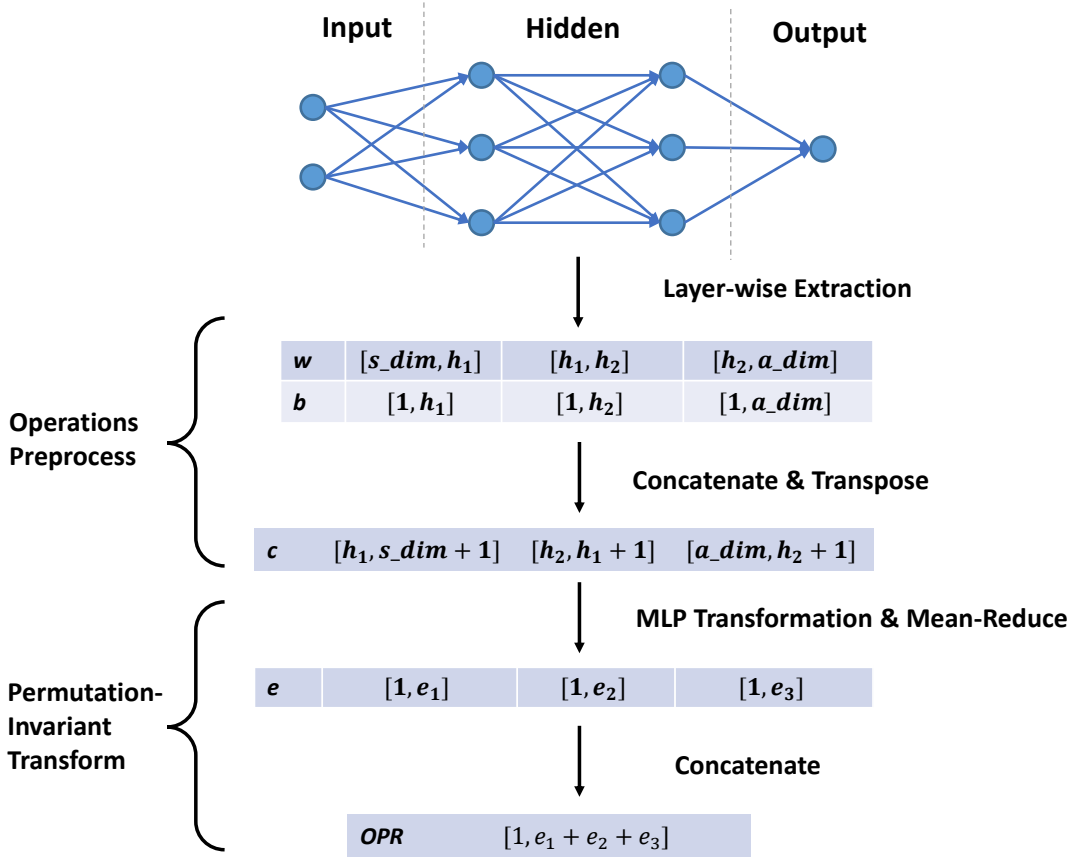 Input Hidden Output
Layer-wise Extraction
w [s_dim, h₁] [h₁, h₂] [h₂, a_dim]
b [1, h₁] [1, h₂] [1, a_dim]
Operations
Preprocess
Concatenate & Transpose
c [h₁, s_dim + 1] [h₂, h₁ + 1] [a_dim, h₂ + 1]
MLP Transformation & Mean-Reduce
e [1, e₁] [1, e₂] [1, e₃]
Permutation-
Invariant
Transform
Concatenate
OPR [1, e₁ + e₂ + e₃]